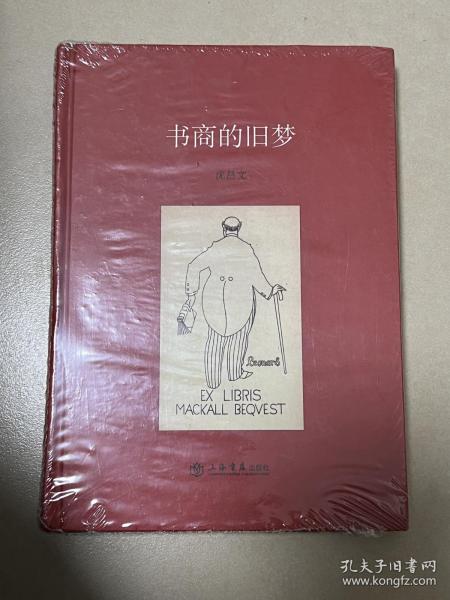 书商的旧梦
沈昌文
Leonard
EX LIBRIS
MACKALL BEQVEST
上海书店出版社
孔夫子旧书网
www.kongfz.com